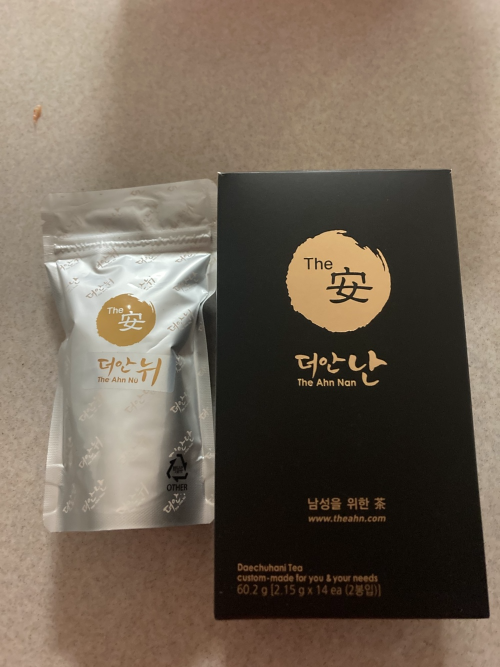 The
安
더안뉘
The Ahn Nu
OTHER
The
安
더안난
The Ahn Nan
남성을 위한 茶
www.theahn.com
Daechuhani Tea
custom-made for you & your needs
60.2 g [2.15 g x 14 ea (2봉입)]